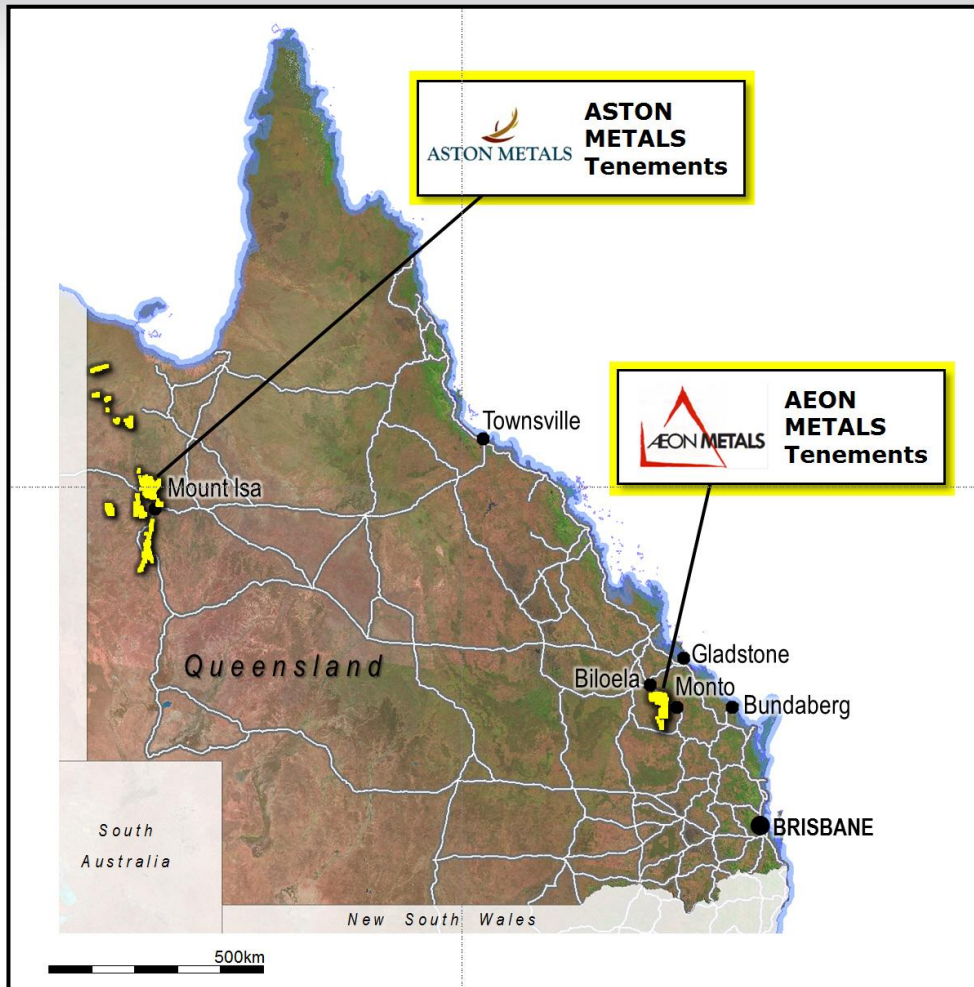 ASTON METALS
ASTON
METALS
Tenements
AEON METALS
AEON
METALS
Tenements
Townsville
Mount Isa
Queensland
Gladstone
Biloela
Monto
Bundaberg
BRISBANE
South
Australia
New South Wales
500km